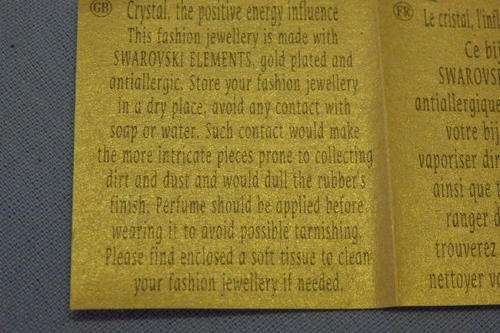 GB Crystal, the positive energy influence
This fashion jewellery is made with
SWAROVSKI ELEMENTS, gold plated and
antiallergic. Store your fashion jewellery
in a dry place, avoid any contact with
soap or water. Such contact would make
the more intricate pieces prone to collecting
dirt and dust and would dull the rubber's
finish. Perfume should be applied before
wearing it to avoid possible tarnishing.
Please find enclosed a soft tissue to clean
your fashion jewellery if needed.
FR Le cristal, l'in
Ce bi
SWAROVS
antiallergique
votre bij
vaporiser dir
ainsi que
ranger
trouverez
nettoyer vo